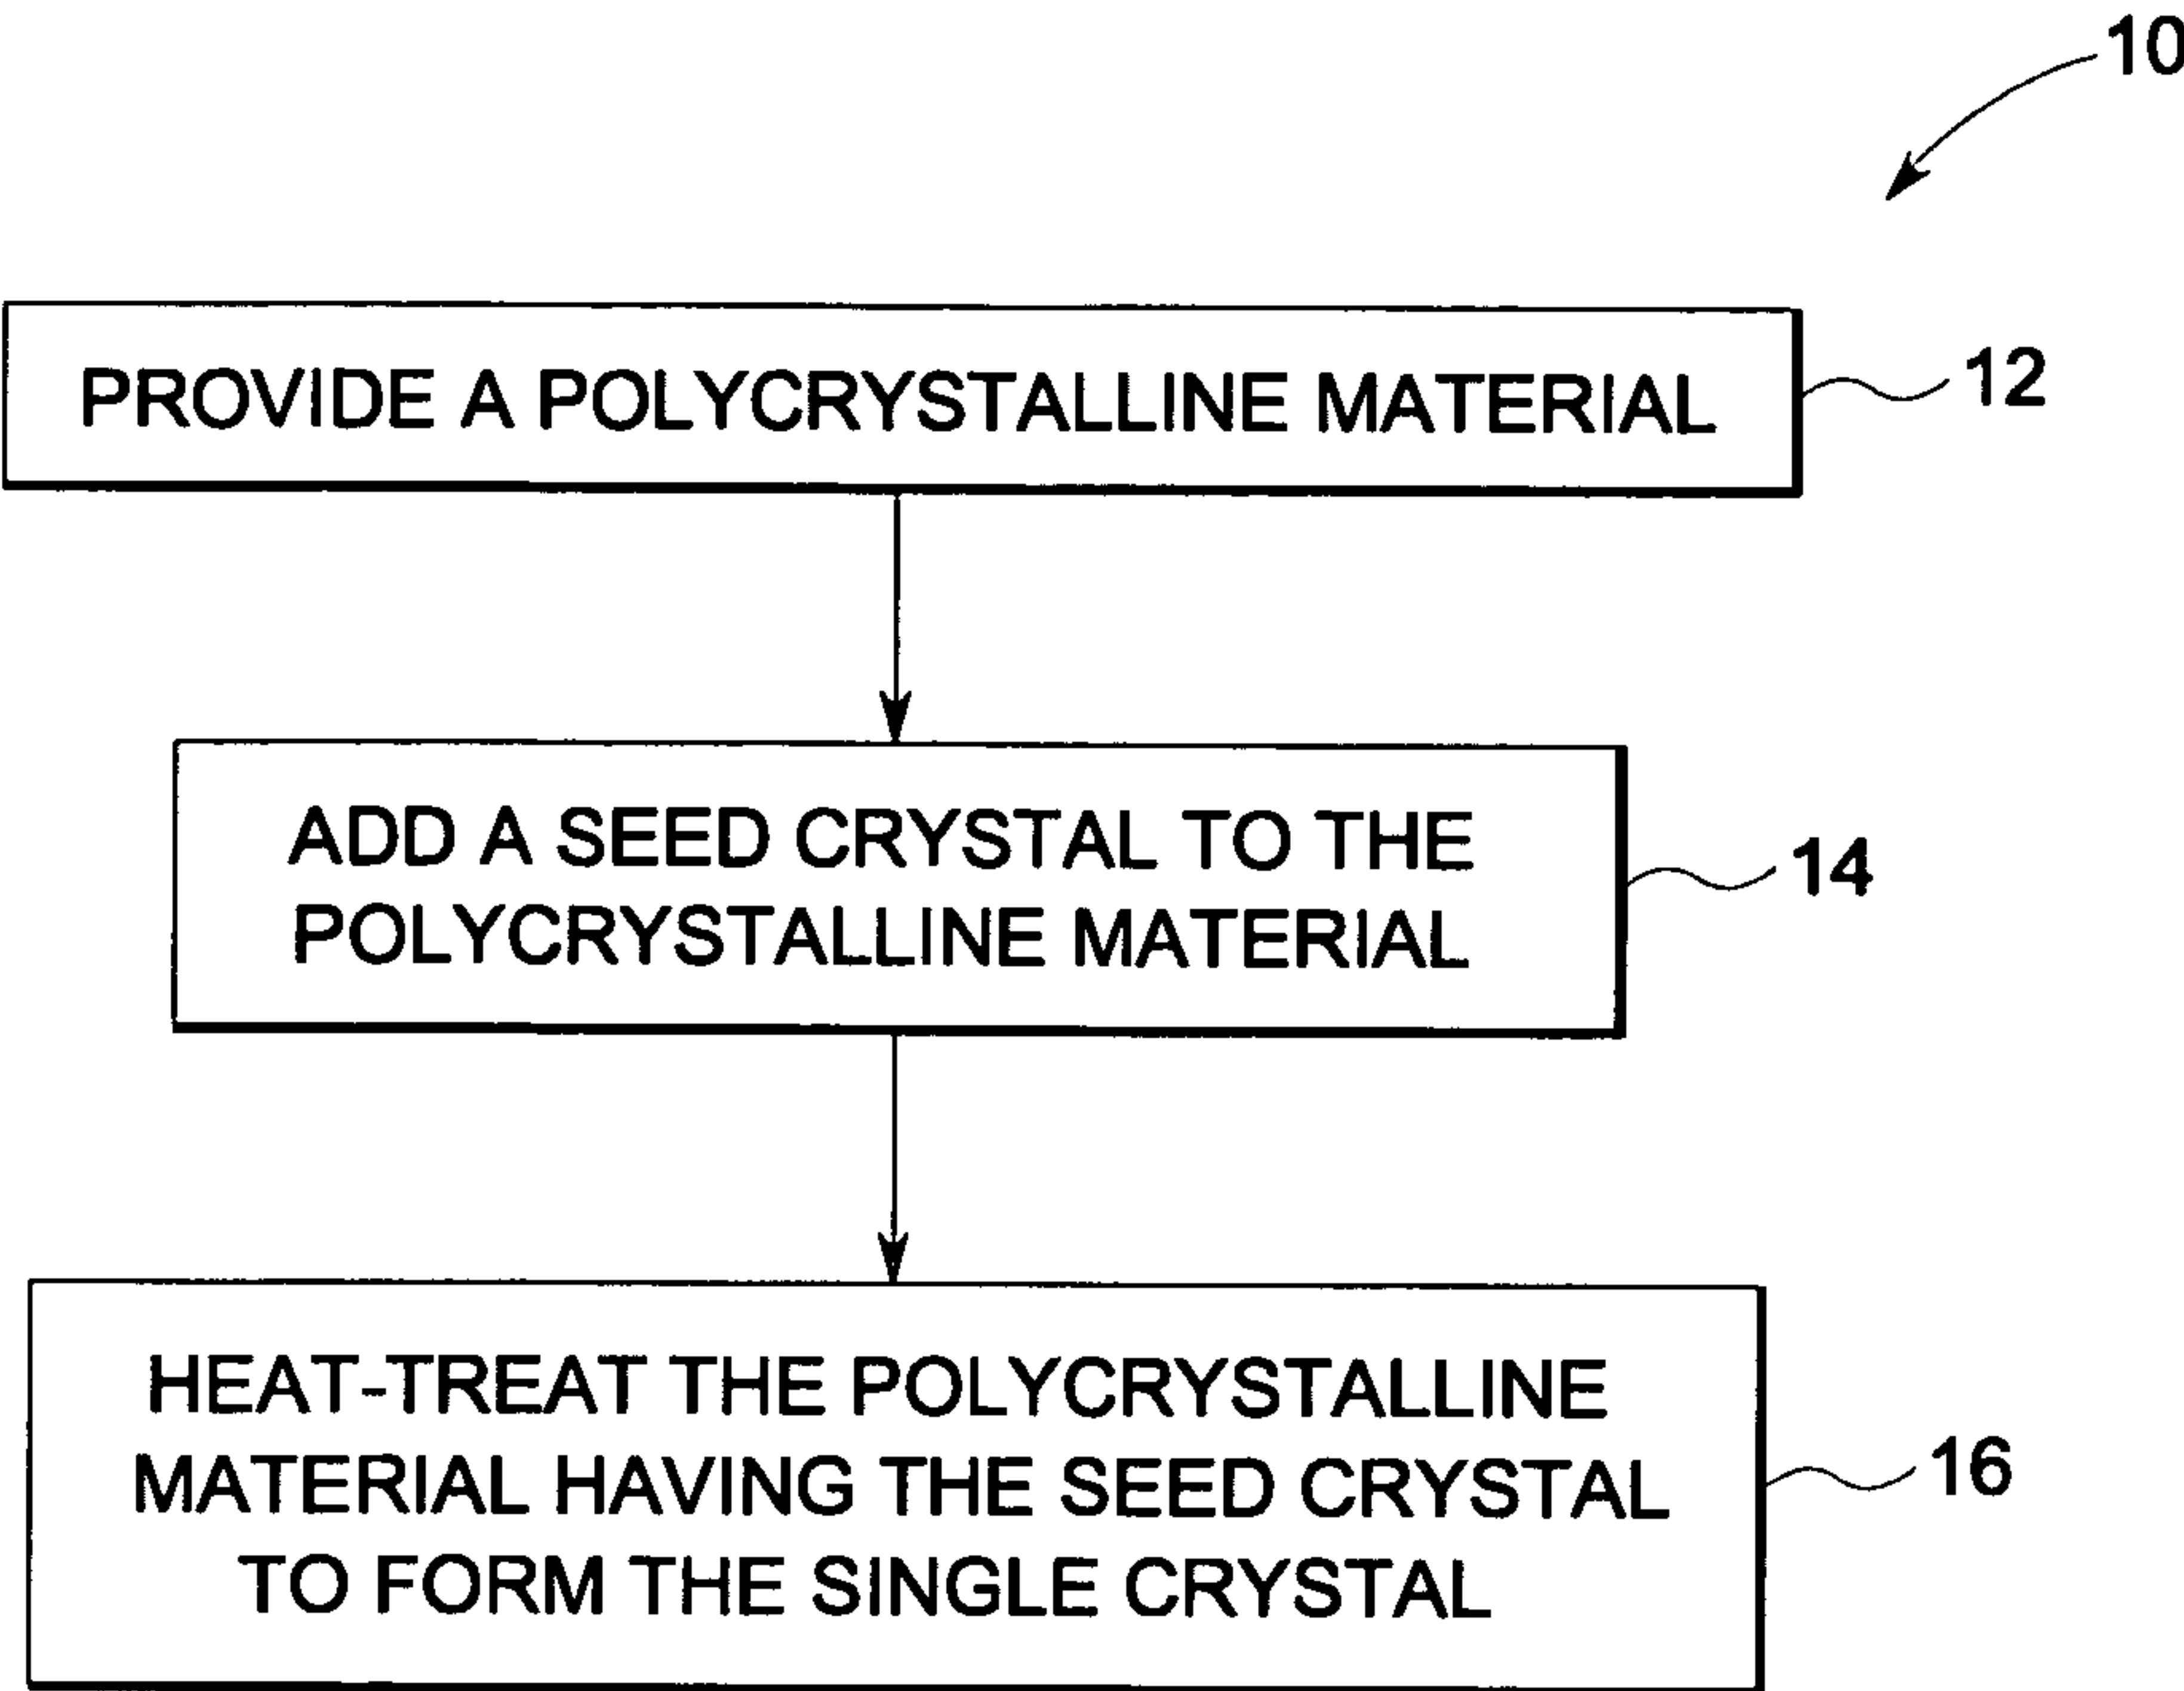 10
PROVIDE A POLYCRYSTALLINE MATERIAL
12
ADD A SEED CRYSTAL TO THE
POLYCRYSTALLINE MATERIAL
14
HEAT-TREAT THE POLYCRYSTALLINE
MATERIAL HAVING THE SEED CRYSTAL
TO FORM THE SINGLE CRYSTAL
16